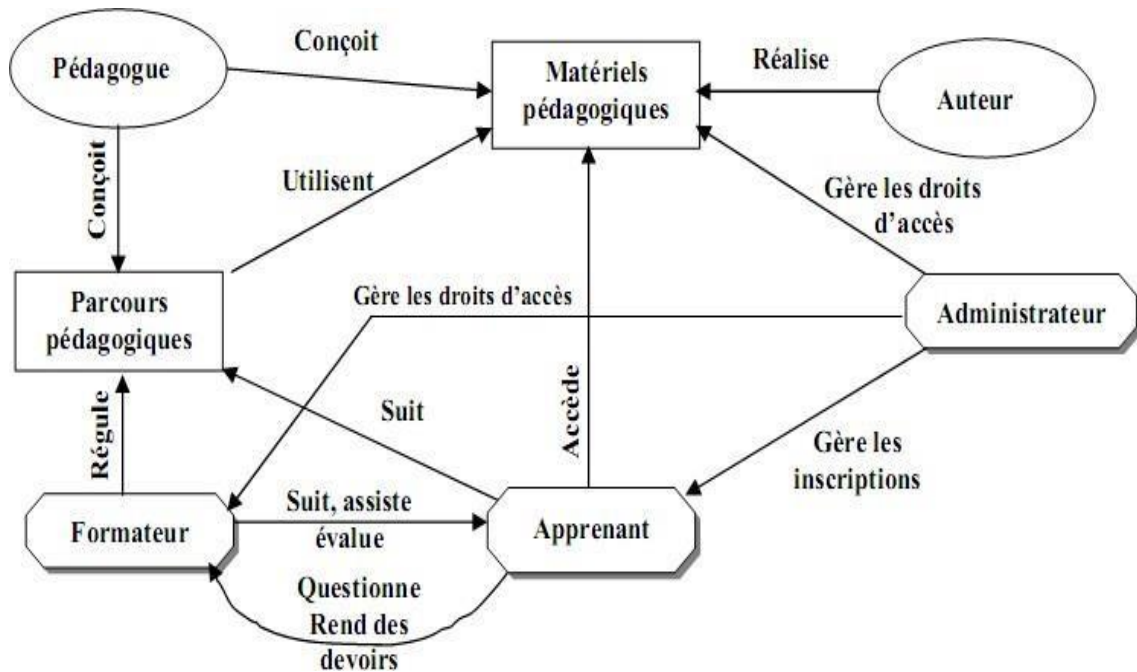 Pédagogue
Conçoit
Matériels
pédagogiques
Réalise
Auteur
Conçoit
Utilisent
Gère les droits
d’accès
Parcours
pédagogiques
Gère les droits d’accès
Administrateur
Régule
Suit
Accède
Gère les
inscriptions
Formateur
Suit, assiste
évalue
Apprenant
Questionne
Rend des
devoirs